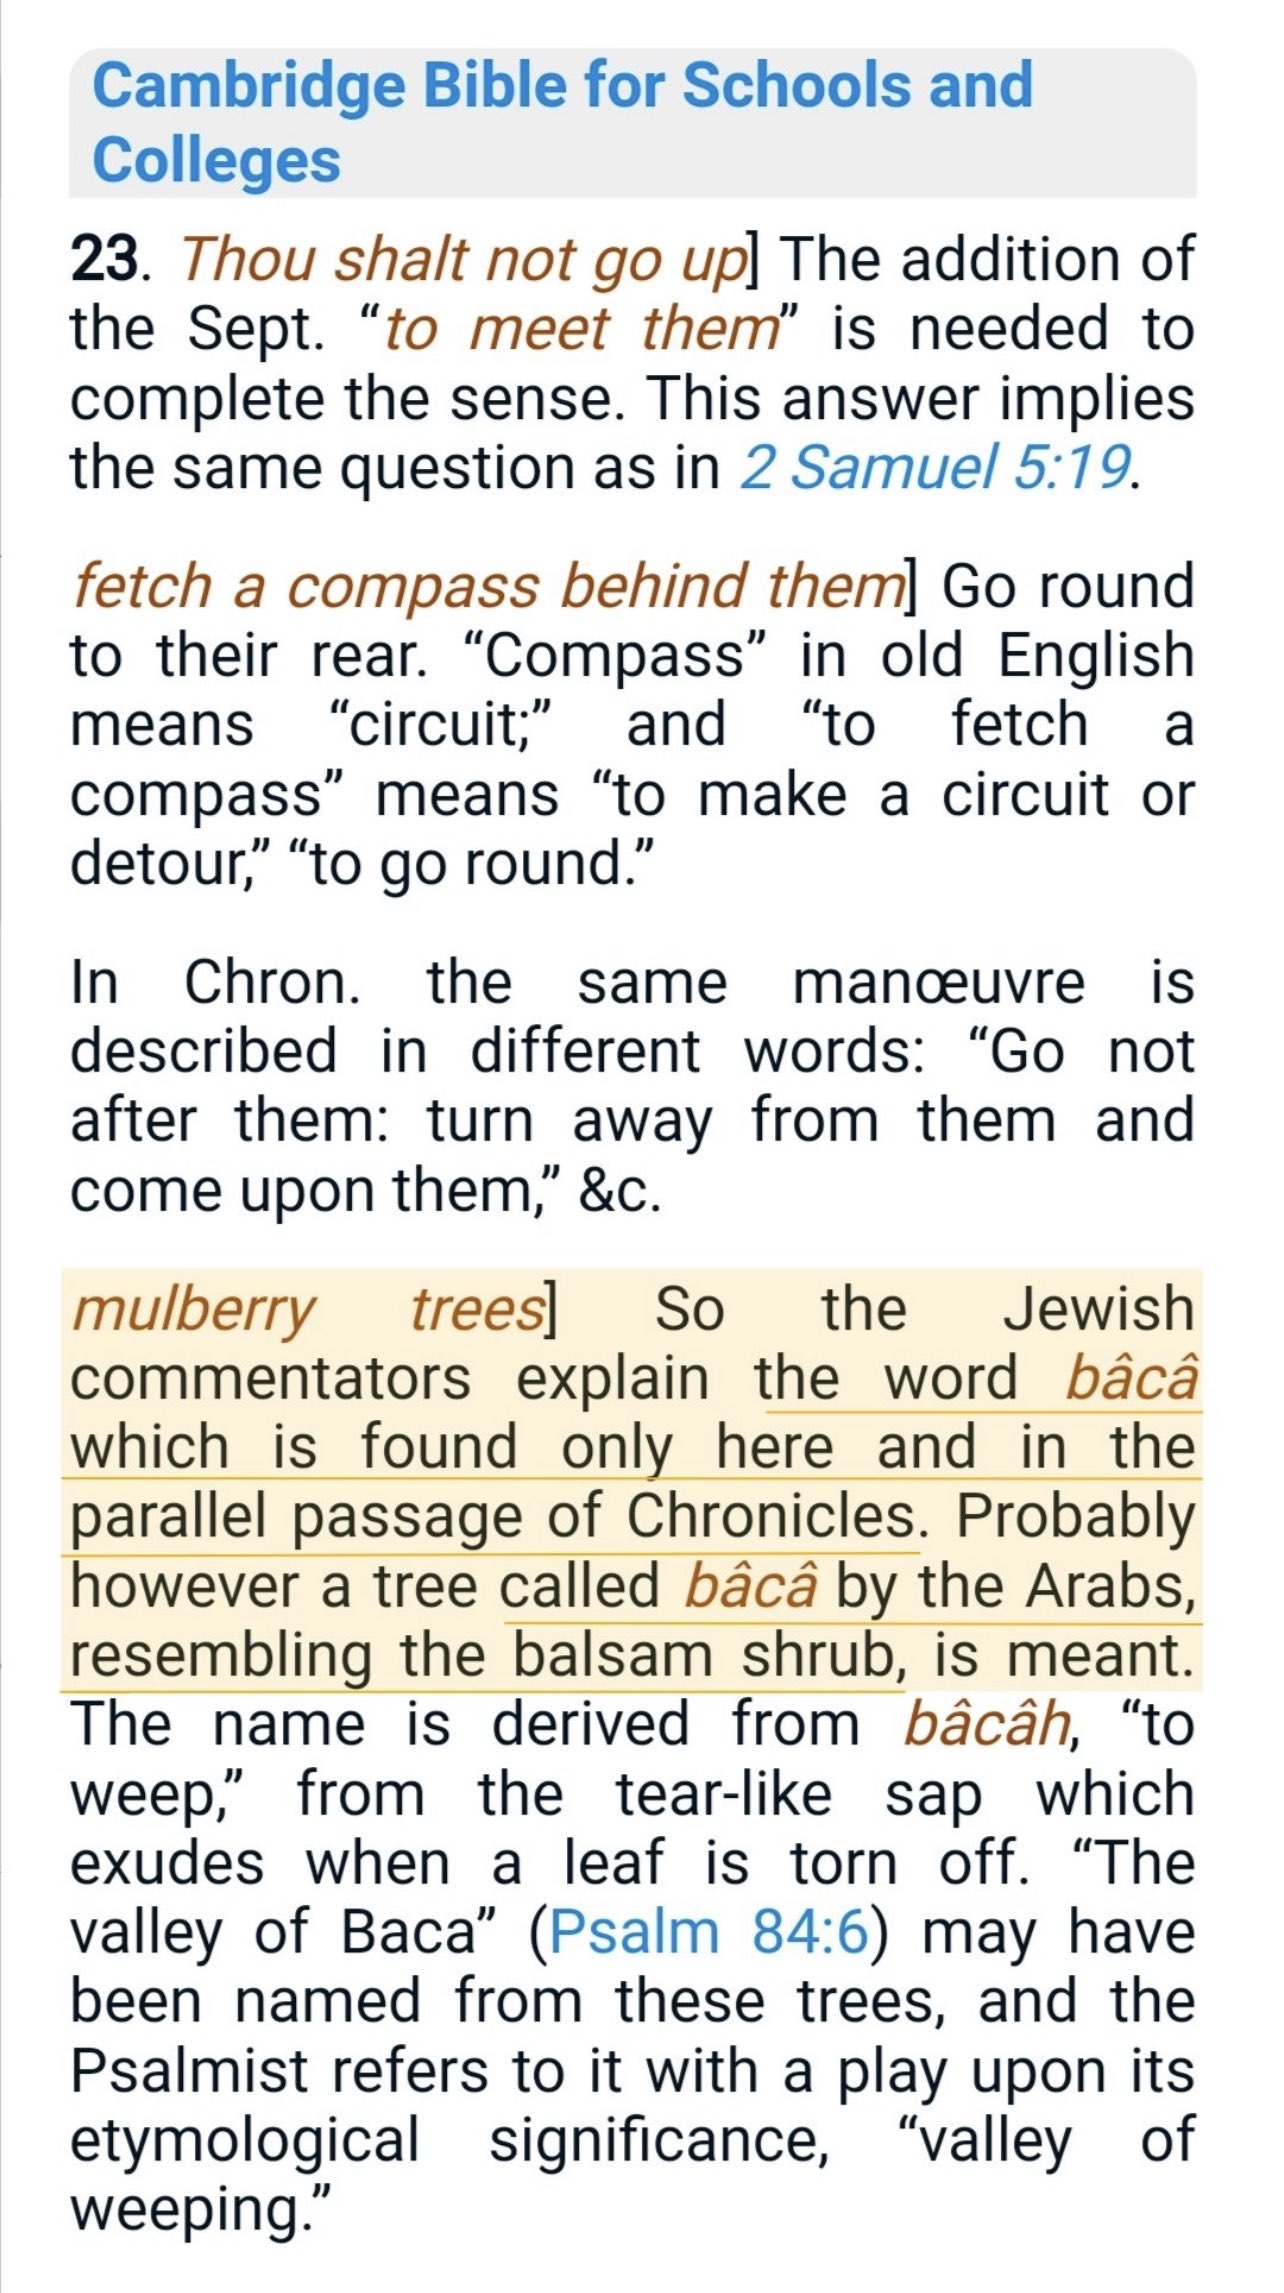 Cambridge Bible for Schools and
Colleges
23. Thou shalt not go up] The addition of
the Sept. “to meet them” is needed to
complete the sense. This answer implies
the same question as in 2 Samuel 5:19.
fetch a compass behind them] Go round
to their rear. “Compass” in old English
means “circuit;” and “to fetch a
compass” means “to make a circuit or
detour,” “to go round.”
In Chron. the same manœuvre is
described in different words: “Go not
after them: turn away from them and
come upon them,” &c.
mulberry trees] So the Jewish
commentators explain the word bâcâ
which is found only here and in the
parallel passage of Chronicles. Probably
however a tree called bâcâ by the Arabs,
resembling the balsam shrub, is meant.
The name is derived from bâcâh, “to
weep,” from the tear-like sap which
exudes when a leaf is torn off. “The
valley of Baca” (Psalm 84:6) may have
been named from these trees, and the
Psalmist refers to it with a play upon its
etymological significance, “valley of
weeping.”